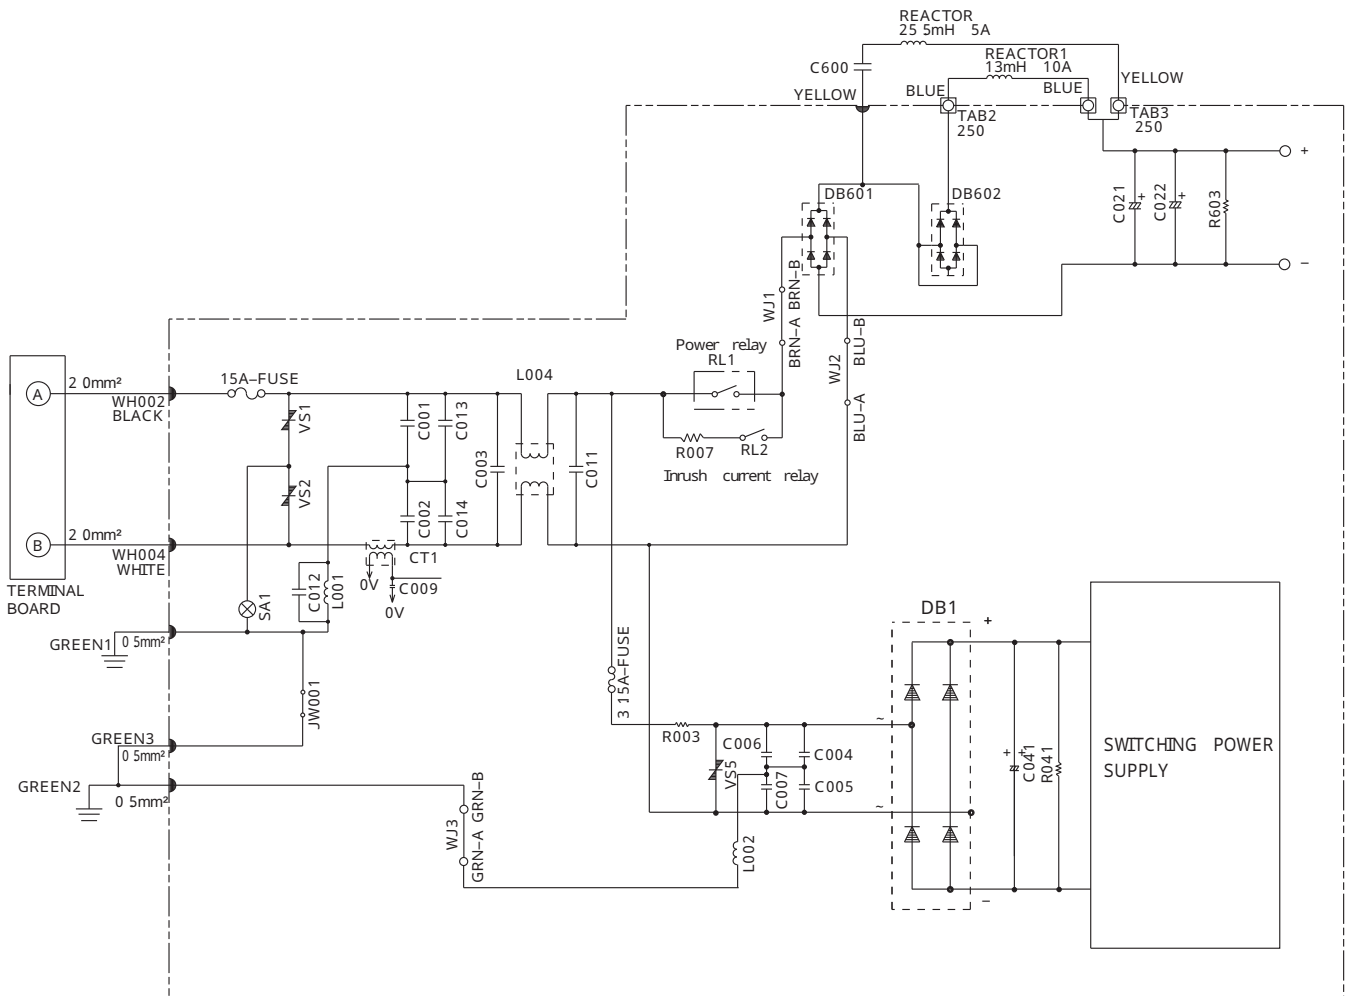 REACTOR
25 5mH 5A
REACTOR1
13mH 10A
C600
YELLOW
BLUE
BLUE
YELLOW
TAB2
250
TAB3
250
+
C021
+
C022
+
R603
−
DB601
DB602
WJ1
BRN−A BRN−B
WJ2
BLU−B
BLU−A
Power relay
RL1
R007
RL2
Inrush current relay
A
2 0mm²
WH002
BLACK
15A−FUSE
VS1
VS2
C001
C013
C003
C002
C014
L004
C011
B
2 0mm²
WH004
WHITE
TERMINAL
BOARD
CT1
0V
C009
0V
C012
L001
SA1
GREEN1
0 5mm²
JW001
GREEN3
0 5mm²
GREEN2
0 5mm²
WJ3
GRN−A GRN−B
3 15A−FUSE
R003
VS5
C006
C007
C004
C005
L002
~
~
DB1
+
−
+
+
C041
R041
SWITCHING POWER
SUPPLY